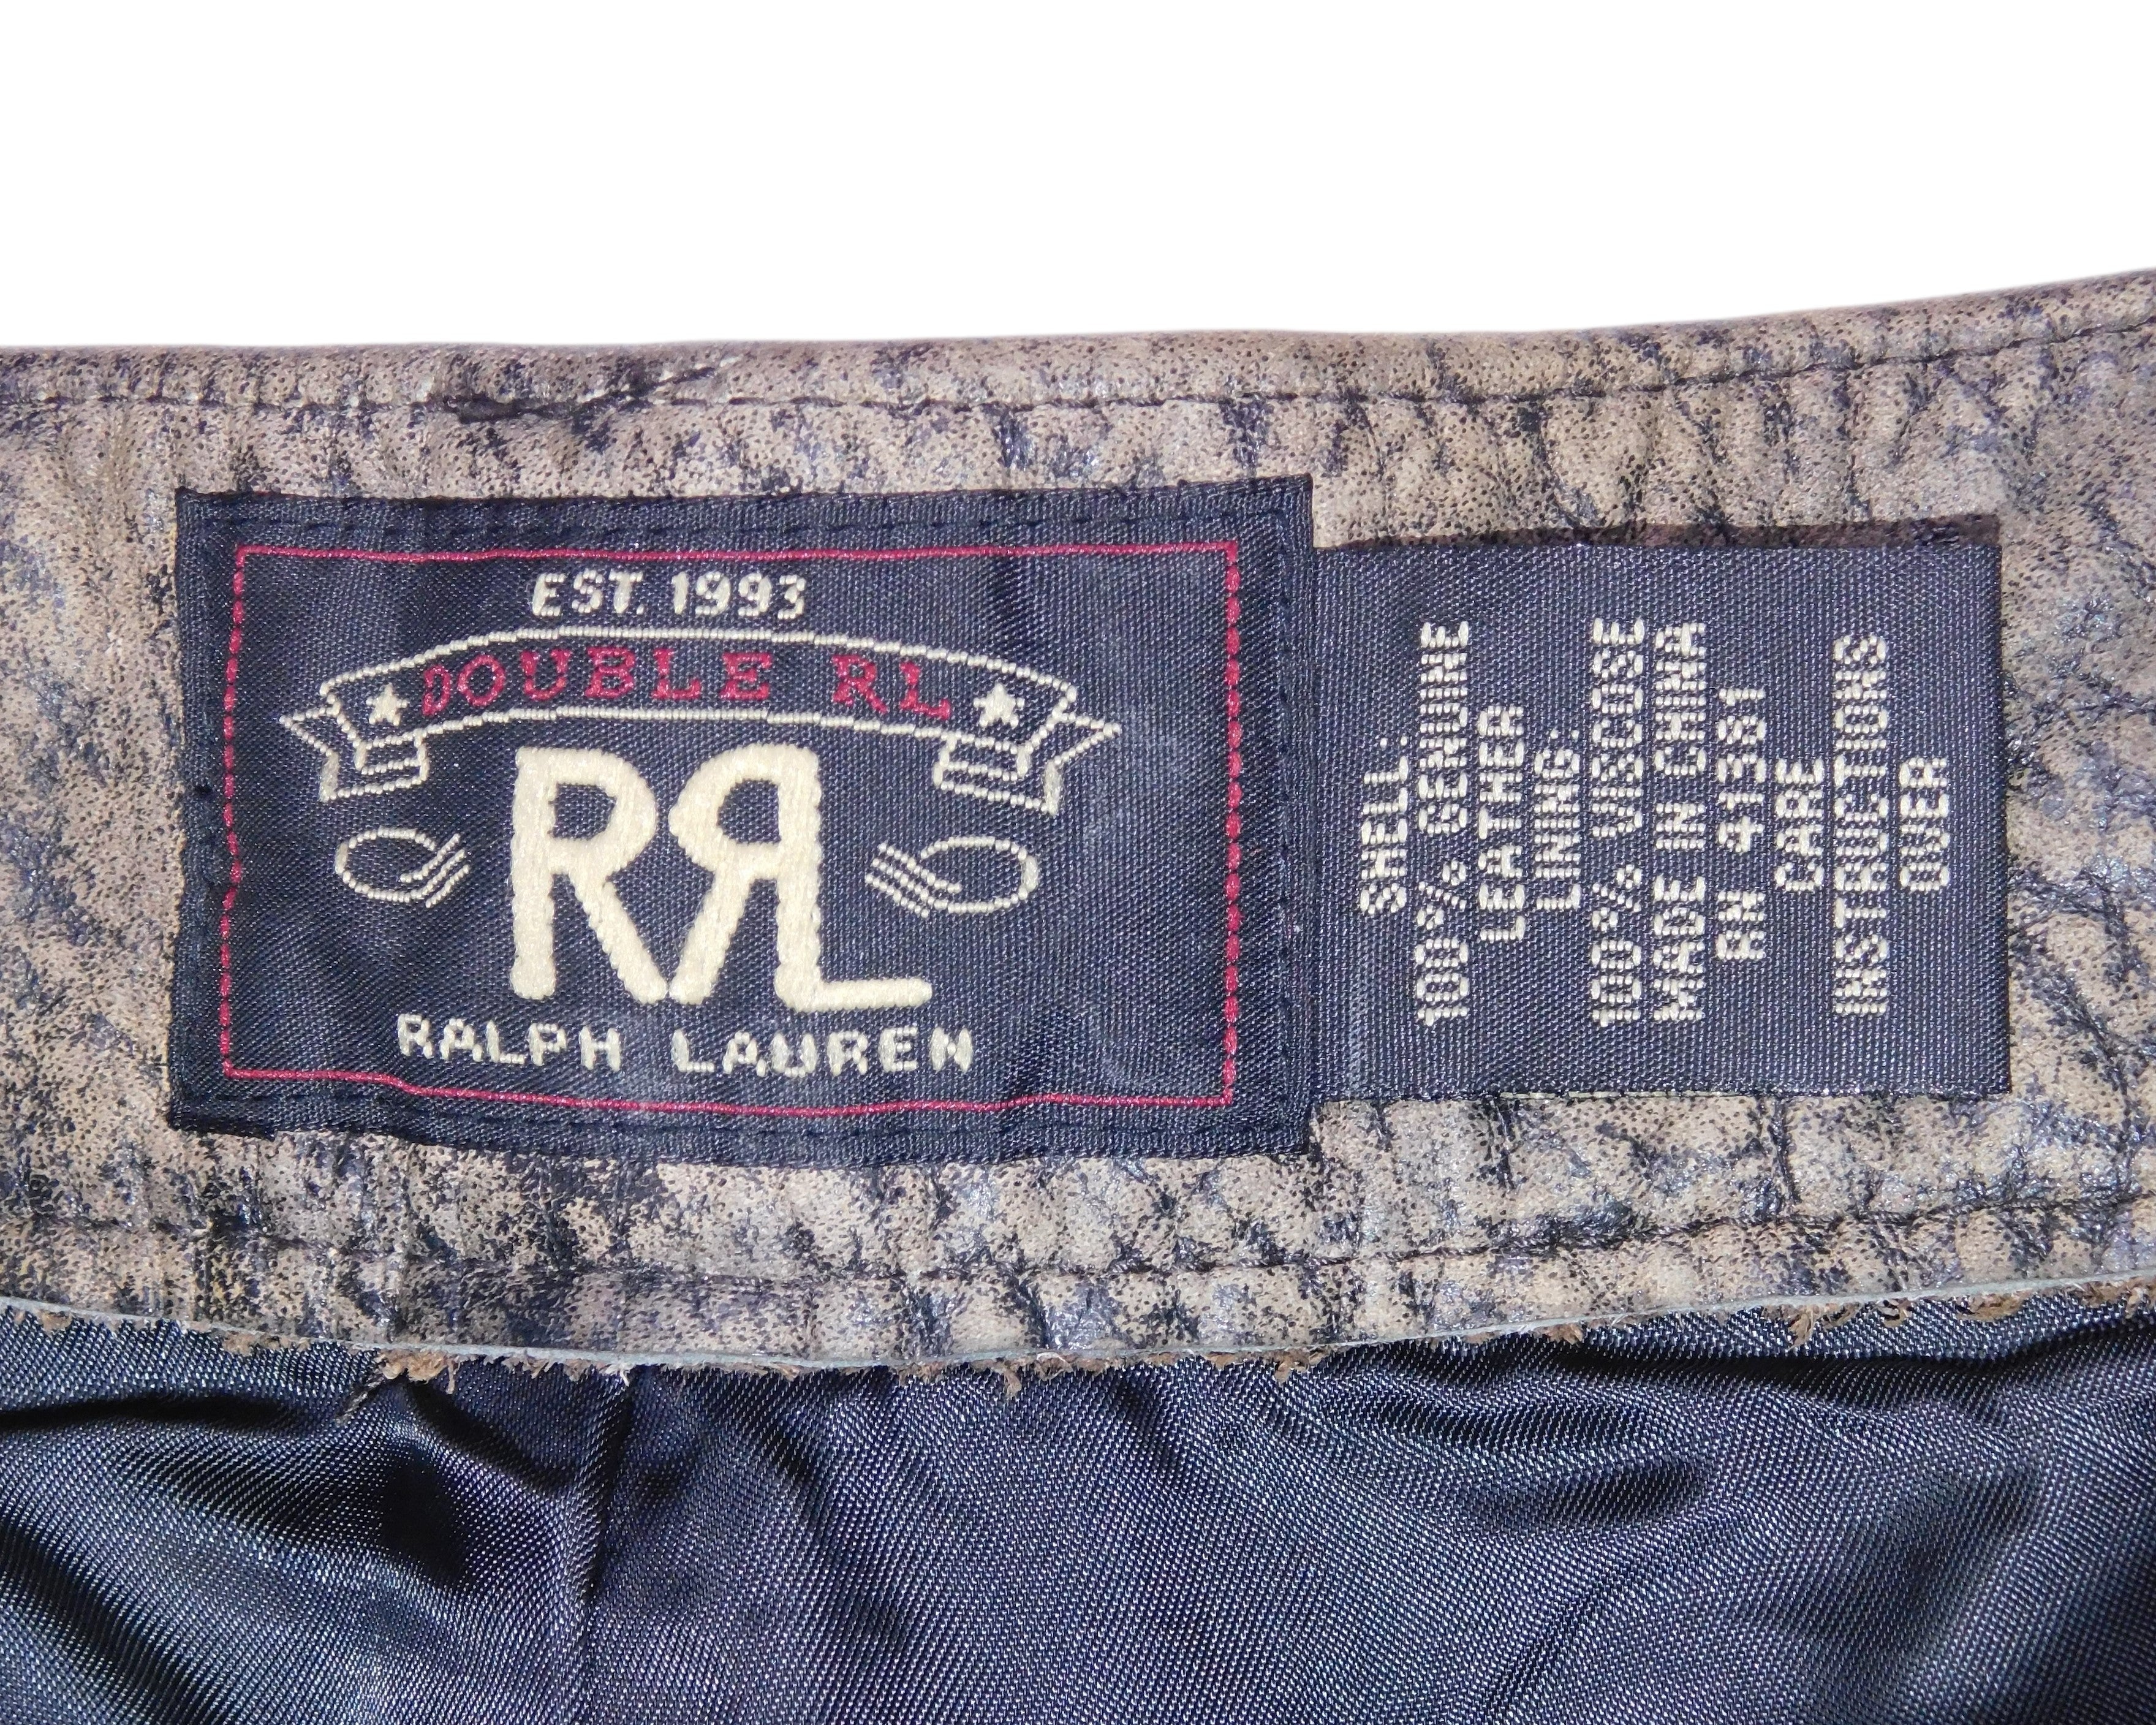 EST. 1993
DOUBLE RL
RRL
RALPH LAUREN
SHELL:
100% GENUINE
LEATHER
LINING:
100% VISCOSE
MADE IN CHINA
RN 41381
CARE
INSTRUCTIONS
OVER